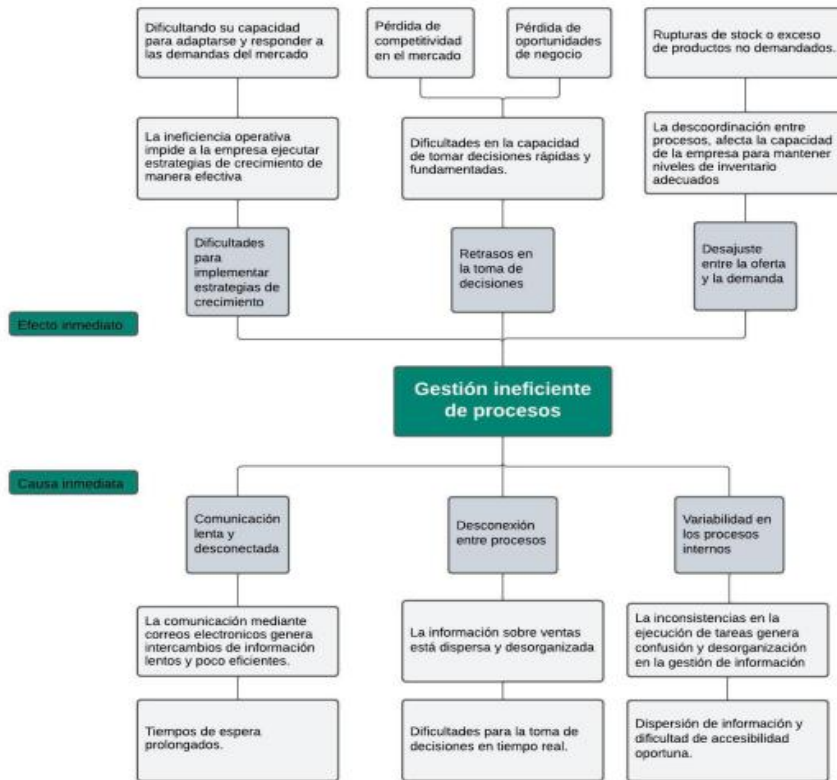 Dificultando su capacidad
para adaptarse y responder a
las demandas del mercado
Pérdida de
competitividad
en el mercado
Pérdida de
oportunidades
de negocio
Rupturas de stock o exceso
de productos no demandados.
La ineficiencia operativa
impide a la empresa ejecutar
estrategias de crecimiento de
manera efectiva
Dificultades en la capacidad
de tomar decisiones rápidas y
fundamentadas.
La descoordinación entre
procesos, afecta la capacidad
de la empresa para mantener
niveles de inventario
adecuados
Dificultades
para
implementar
estrategias de
crecimiento
Retrasos en
la toma de
decisiones
Desajuste
entre la oferta
y la demanda
Efecto inmediato
Gestión ineficiente
de procesos
Causa inmediata
Comunicación
lenta y
desconectada
Desconexión
entre procesos
Variabilidad en
los procesos
internos
La comunicación mediante
correos electronicos genera
intercambios de información
lentos y poco eficientes.
La información sobre ventas
está dispersa y desorganizada
La inconsistencias en la
ejecución de tareas genera
confusión y desorganización
en la gestión de información
Tiempos de espera
prolongados.
Dificultades para la toma de
decisiones en tiempo real.
Dispersión de información y
dificultad de accesibilidad
oportuna.